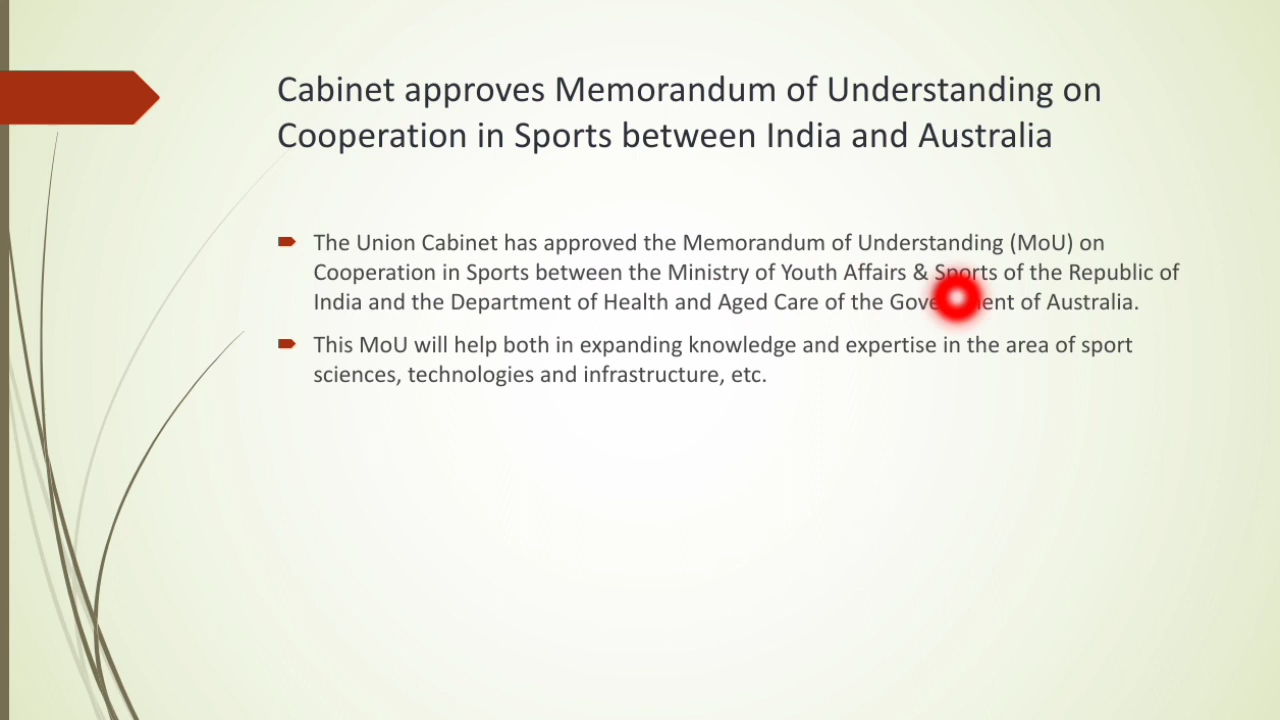 Cabinet approves Memorandum of Understanding on
Cooperation in Sports between India and Australia
The Union Cabinet has approved the Memorandum of Understanding (MoU) on
Cooperation in Sports between the Ministry of Youth Affairs & Sports of the Republic of
India and the Department of Health and Aged Care of the Government of Australia.
This MoU will help both in expanding knowledge and expertise in the area of sport
sciences, technologies and infrastructure, etc.